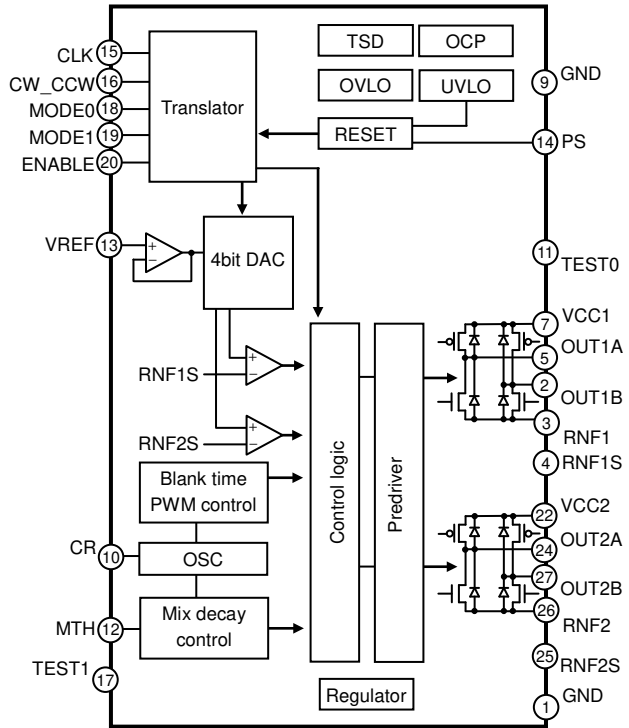 CLK 15
CW_CCW 16
MODE0 18
MODE1 19
ENABLE 20
Translator
TSD
OCP
OVLO
UVLO
RESET
9 GND
14 PS
VREF 13
+
−
4bit DAC
11 TEST0
RNF1S
+
−
RNF2S
+
−
Blank time
PWM control
CR 10
OSC
MTH 12
Mix decay
control
TEST1
17
Control logic
Predriver
Regulator
7 VCC1
5 OUT1A
2 OUT1B
3 RNF1
4 RNF1S
22 VCC2
24 OUT2A
27 OUT2B
26 RNF2
25 RNF2S
1 GND